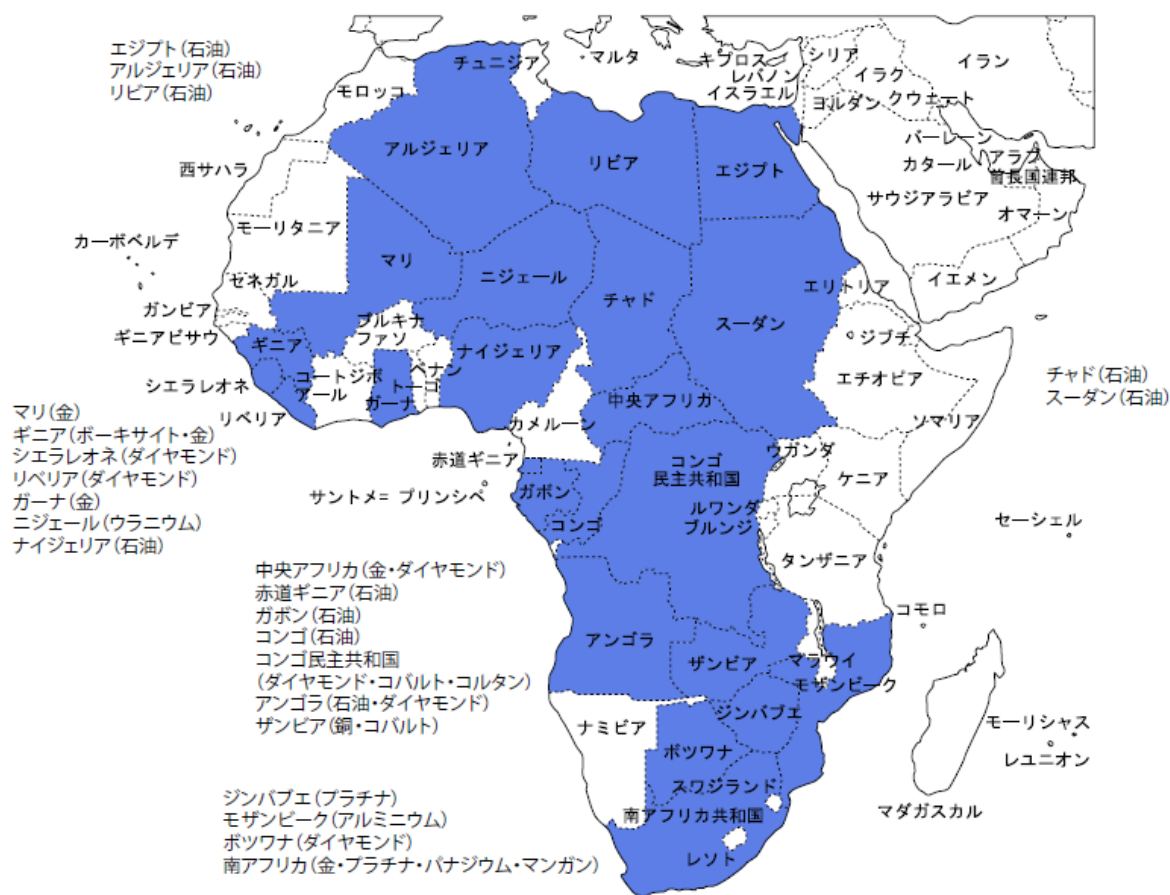 エジプト(石油)
アルジェリア(石油)
リビア(石油)
チュニジア
マルタ
キプロス
レバノン
イスラエル
シリア
イラク
イラン
ヨルダン
クウェート
モロッコ
バーレーン
カタール
アラブ
首長国連邦
アルジェリア
リビア
エジプト
西サハラ
サウジアラビア
オマーン
モーリタニア
カーボベルデ
マリ
ニジェール
チャド
スーダン
エリトリア
イエメン
セネガル
ガンビア
ギニアビサウ
ギニア
ブルキナ
ファソ
ナイジェリア
ジブチ
シエラレオネ
コートジボ
アール
ベナン
トーゴ
ガーナ
中央アフリカ
エチオピア
チャド(石油)
スーダン(石油)
リベリア
カメルーン
ソマリア
マリ(金)
ギニア(ボーキサイト・金)
シエラレオネ(ダイヤモンド)
リベリア(ダイヤモンド)
ガーナ(金)
ニジェール(ウラニウム)
ナイジェリア(石油)
赤道ギニア
サントメ= プリンシペ
ガボン
コンゴ
コンゴ
民主共和国
ウガンダ
ケニア
ルワンダ
ブルンジ
タンザニア
セーシェル
中央アフリカ(金・ダイヤモンド)
赤道ギニア(石油)
ガボン(石油)
コンゴ(石油)
コンゴ民主共和国
(ダイヤモンド・コバルト・コルタン)
アンゴラ(石油・ダイヤモンド)
ザンビア(銅・コバルト)
アンゴラ
ザンビア
マラウイ
モザンビーク
コモロ
ナミビア
ジンバブエ
ボツワナ
スワジランド
南アフリカ共和国
レソト
モーリシャス
レユニオン
マダガスカル
ジンバブエ(プラチナ)
モザンビーク(アルミニウム)
ボツワナ(ダイヤモンド)
南アフリカ(金・プラチナ・パナジウム・マンガン)